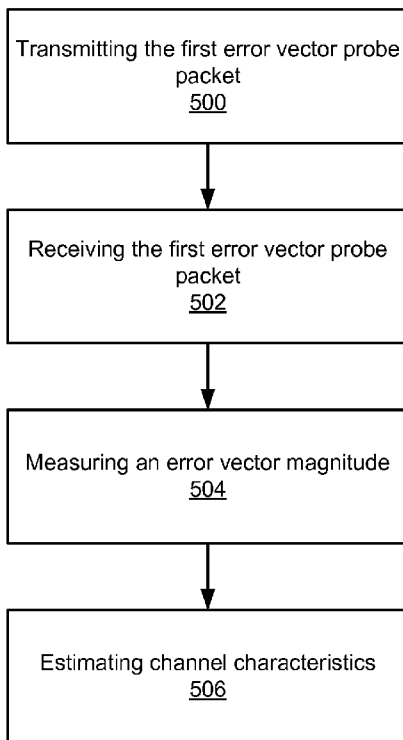 Transmitting the first error vector probe
packet
500
Receiving the first error vector probe
packet
502
Measuring an error vector magnitude
504
Estimating channel characteristics
506